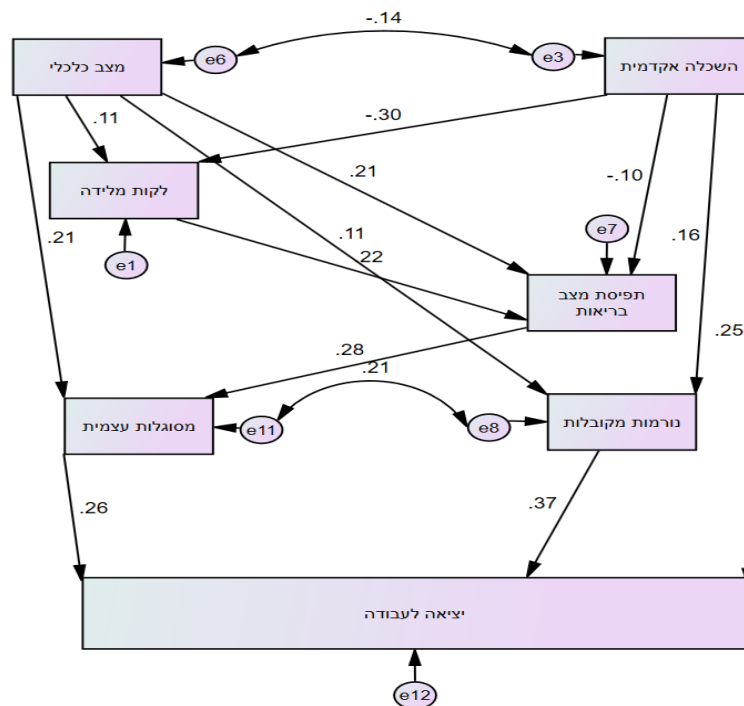 -.14
מצב כלכלי
e6
e3
השכלה אקדמית
.11
-.30
לקות מלידה
.21
-.10
e7
.21
.11
.22
.16
e1
תפיסת מצב
בריאות
.25
.28
.21
מסוגלות עצמית
e11
e8
נורמות מקובלות
.26
.37
יציאה לעבודה
e12